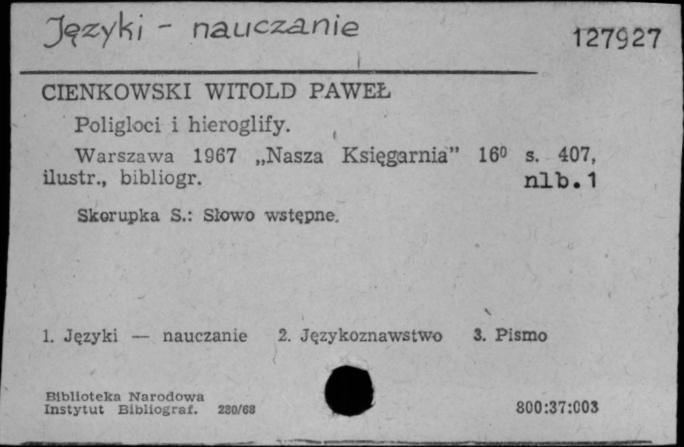 Języki - nauczanie
127927
CIENKOWSKI WITOLD PAWEŁ
Poligloci i hieroglify.
Warszawa 1967 „Nasza Księgarnia” 16⁰ s. 407,
ilustr., bibliogr. nlb.1
Skorupka S.: Słowo wstępne.
1. Języki — nauczanie 2. Językoznawstwo 3. Pismo
Biblioteka Narodowa
Instytut Bibliograf. 280/68 800:37:003